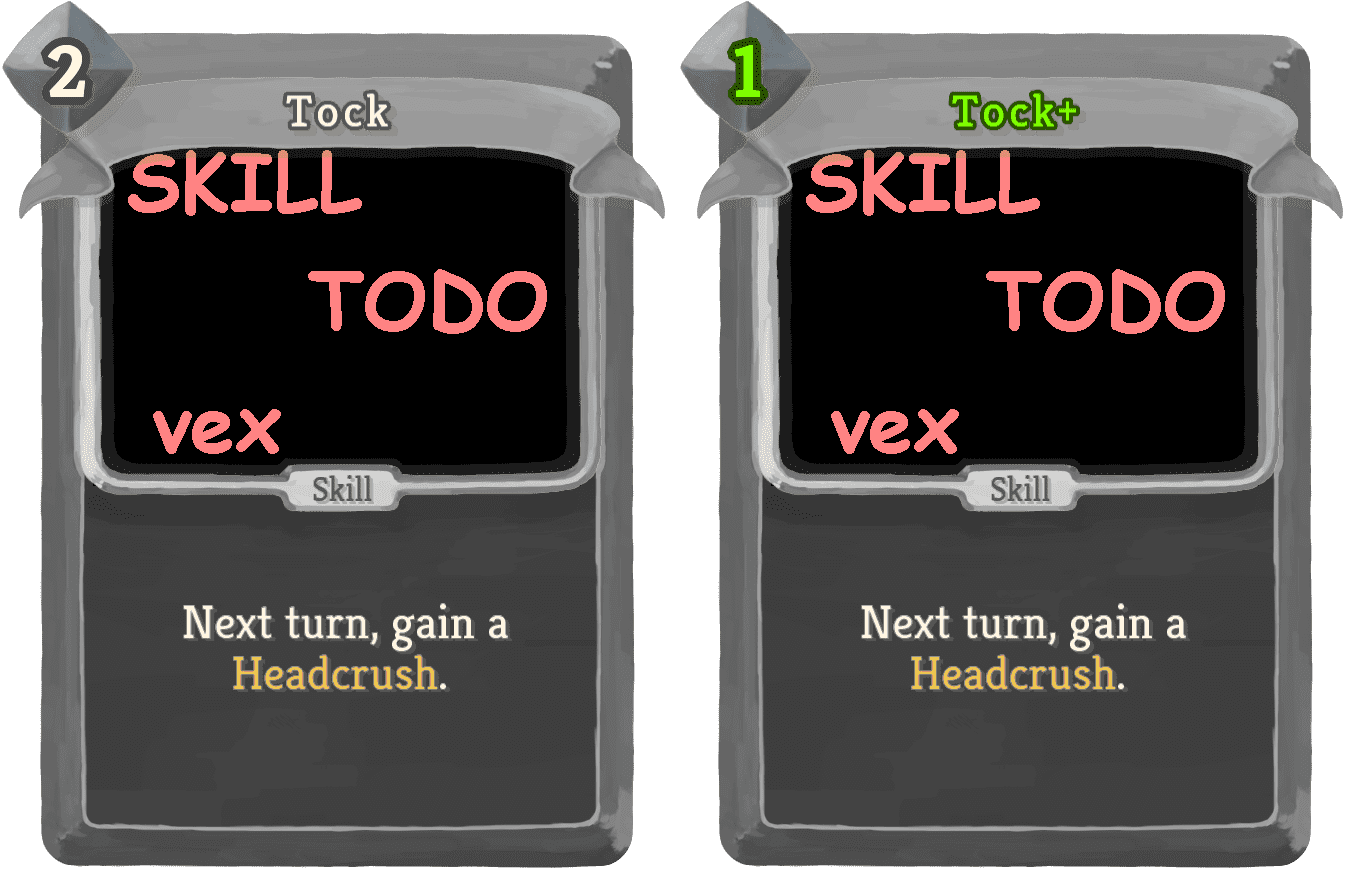 2
Tock
SKILL
TODO
vex
Skill
Next turn, gain a
Headcrush.
1
Tock+
SKILL
TODO
vex
Skill
Next turn, gain a
Headcrush.